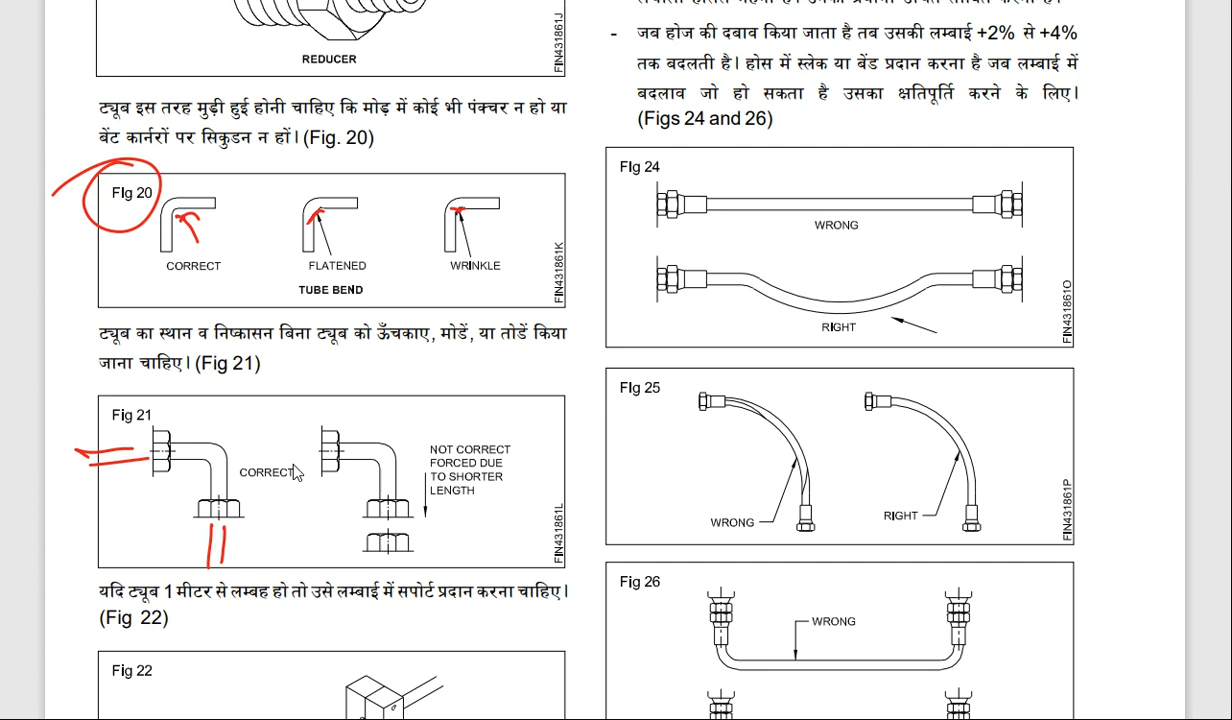 REDUCER
FIN431861J
ट्यूब इस तरह मुढ़ी हुई होनी चाहिए कि मोड़ में कोई भी पंक्चर न हो या
बेंट कार्नरों पर सिकुडन न हों। (Fig. 20)
FIg 20
CORRECT
FLATENED
WRINKLE
TUBE BEND
FIN431861K
ट्यूब का स्थान व निष्कासन बिना ट्यूब को ऊँचकाए, मोडें, या तोडें किया
जाना चाहिए। (Fig 21)
Fig 21
CORRECT
NOT CORRECT
FORCED DUE
TO SHORTER
LENGTH
FIN431861L
यदि ट्यूब 1 मीटर से लम्बह हो तो उसे लम्बाई में सपोर्ट प्रदान करना चाहिए।
(Fig 22)
Fig 22
- जब होज की दबाव किया जाता है तब उसकी लम्बाई +2% से +4%
तक बदलती है। होस में स्लेक या बेंड प्रदान करना है जब लम्बाई में
बदलाव जो हो सकता है उसका क्षतिपूर्ति करने के लिए।
(Figs 24 and 26)
FIg 24
WRONG
RIGHT
FIN431861O
FIg 25
WRONG
RIGHT
FIN431861P
Fig 26
WRONG